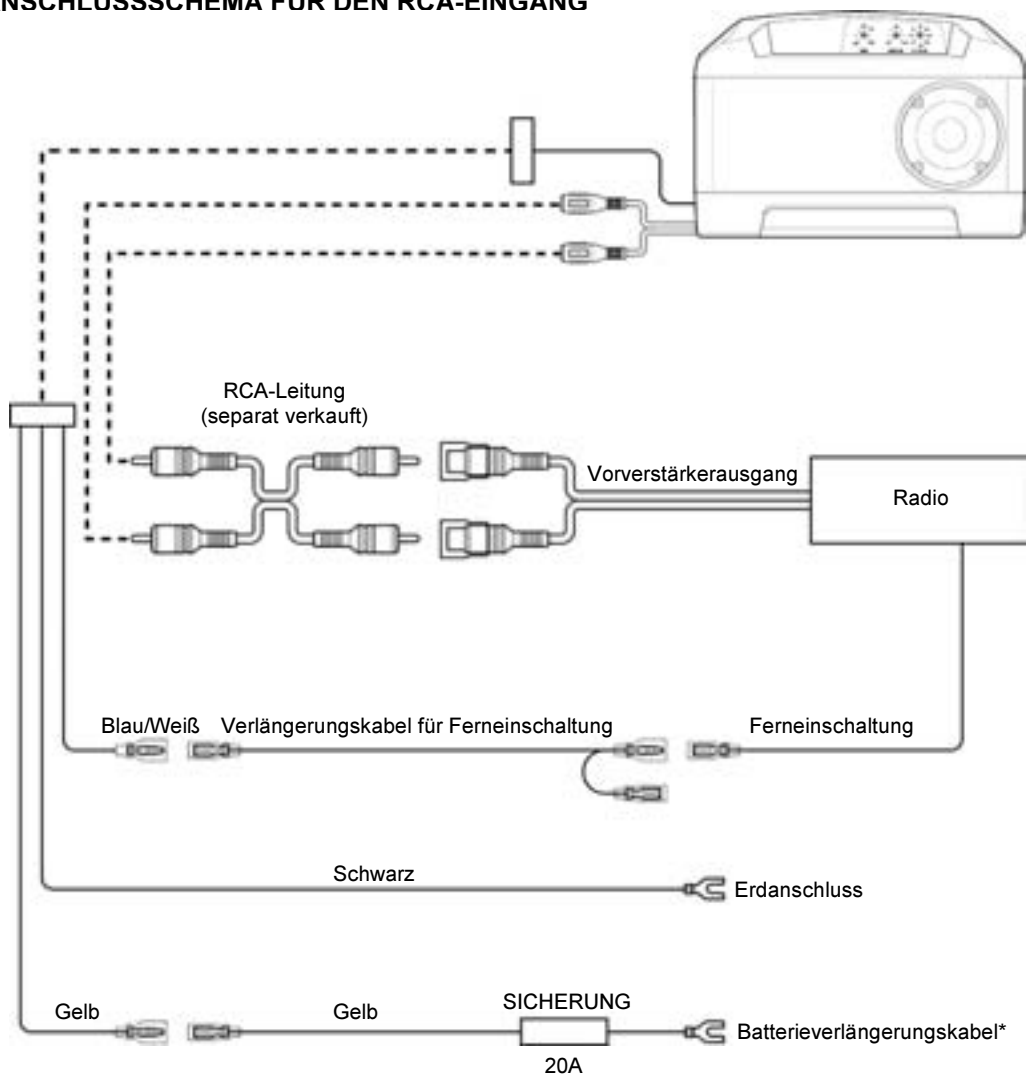 NSCHLUSSSCHEMA FÜR DEN RCA-EINGANG
RCA-Leitung
(separat verkauft)
Vorverstärkerausgang
Radio
Blau/Weiß
Verlängerungskabel für Ferneinschaltung
Ferneinschaltung
Schwarz
Erdanschluss
Gelb
Gelb
SICHERUNG
Batterieverlängerungskabel*
20A